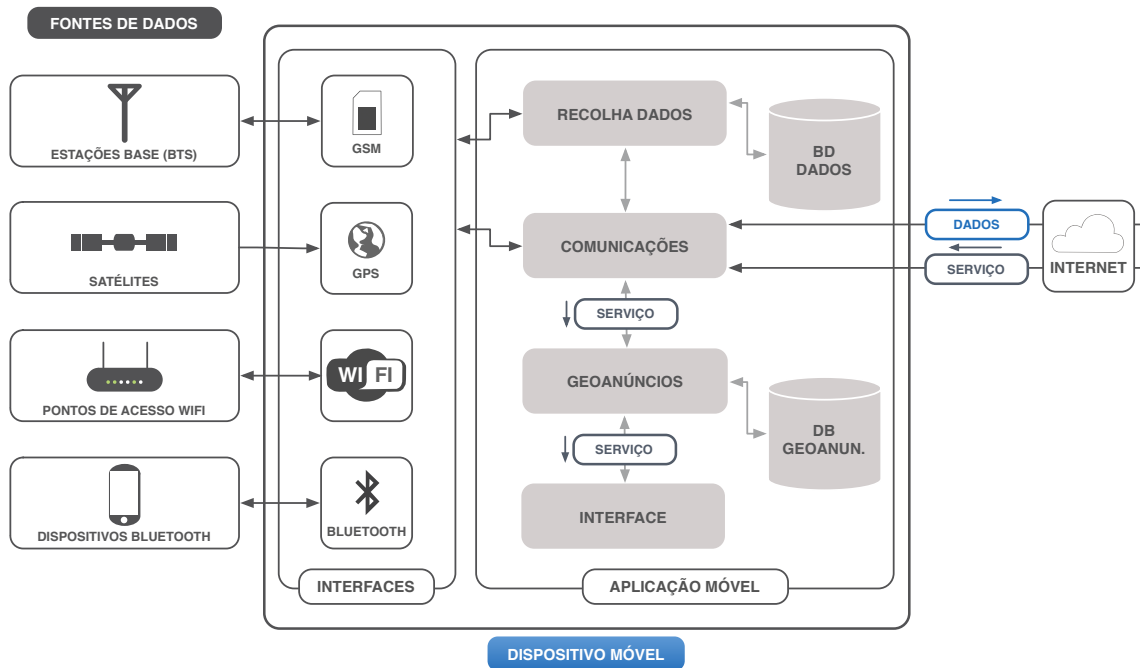 FONTES DE DADOS
ESTAÇÕES BASE (BTS)
SATÉLITES
PONTOS DE ACESSO WIFI
DISPOSITIVOS BLUETOOTH
GSM
GPS
WI FI
BLUETOOTH
INTERFACES
RECOLHA DADOS
BD
DADOS
COMUNICAÇÕES
SERVIÇO
GEOANÚNCIOS
DB
GEOANUN.
SERVIÇO
INTERFACE
APLICAÇÃO MÓVEL
DADOS
SERVIÇO
INTERNET
DISPOSITIVO MÓVEL